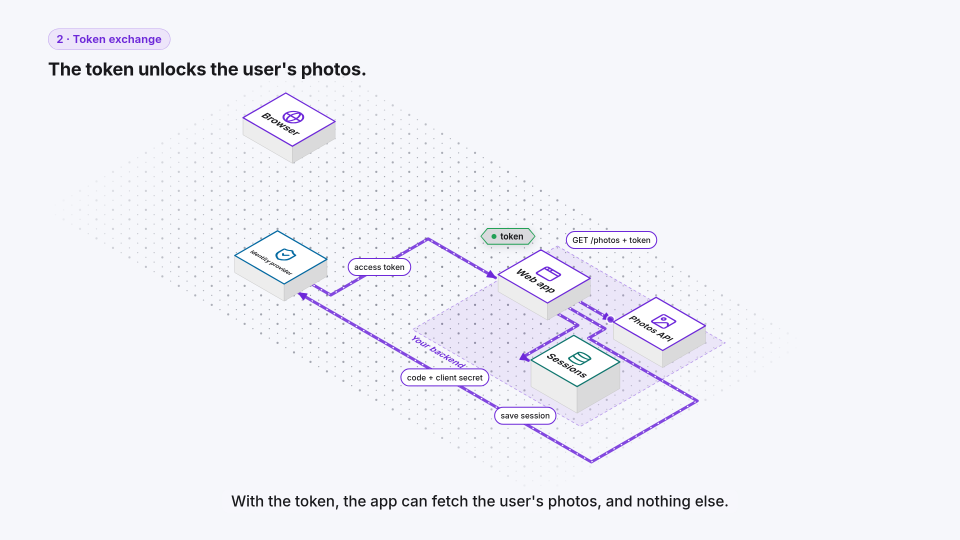 2 · Token exchange
The token unlocks the user's photos.
Browser
token
GET /photos + token
Identity provider
access token
Web app
Photos API
Your backend
Sessions
code + client secret
save session
With the token, the app can fetch the user's photos, and nothing else.